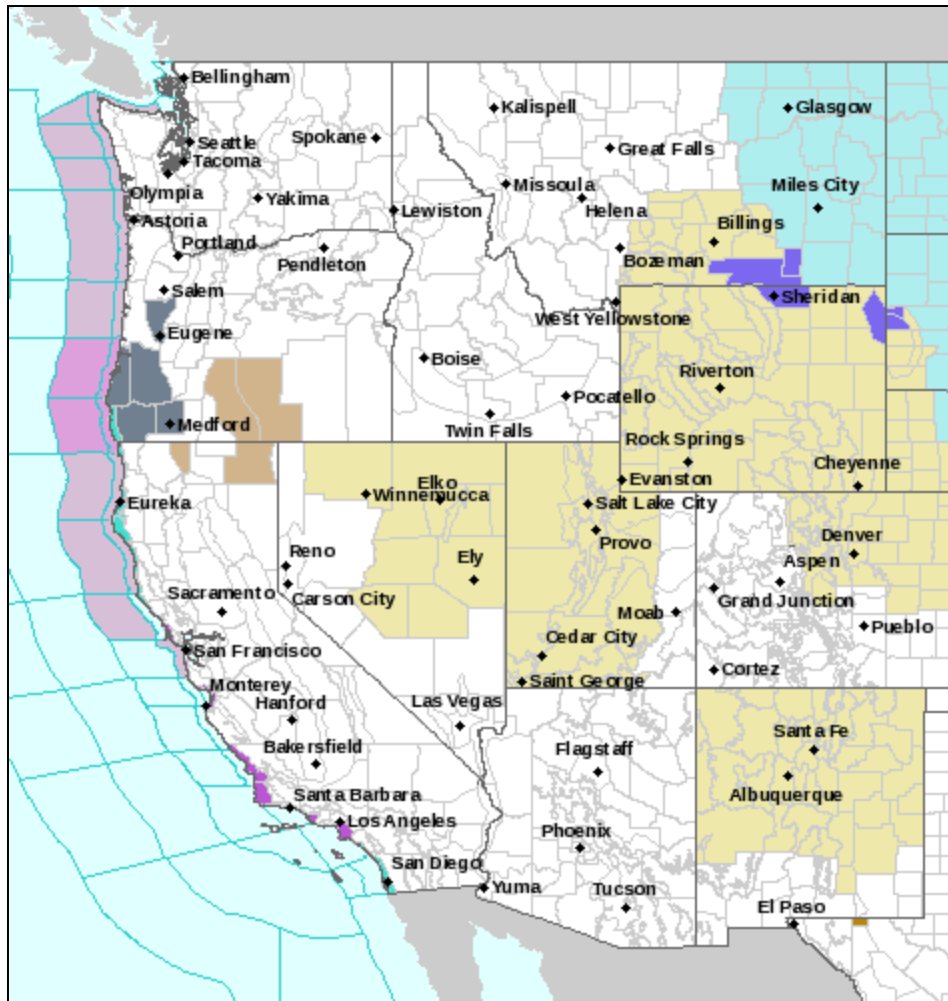 Bellingham
Kalispell
Glasgow
Seattle
Spokane
Great Falls
Tacoma
Olympia
Missoula
Miles City
Yakima
Helena
Lewiston
Astoria
Billings
Portland
Pendleton
Bozeman
Salem
Sheridan
West Yellowstone
Eugene
Boise
Riverton
Pocatello
Medford
Twin Falls
Rock Springs
Cheyenne
Elko
Evanston
Winnemucca
Eureka
Salt Lake City
Denver
Provo
Reno
Ely
Aspen
Sacramento
Carson City
Moab
Grand Junction
Pueblo
Cedar City
San Francisco
Cortez
Saint George
Monterey
Hanford
Las Vegas
Santa Fe
Bakersfield
Flagstaff
Albuquerque
Santa Barbara
Los Angeles
Phoenix
San Diego
Yuma
Tucson
El Paso